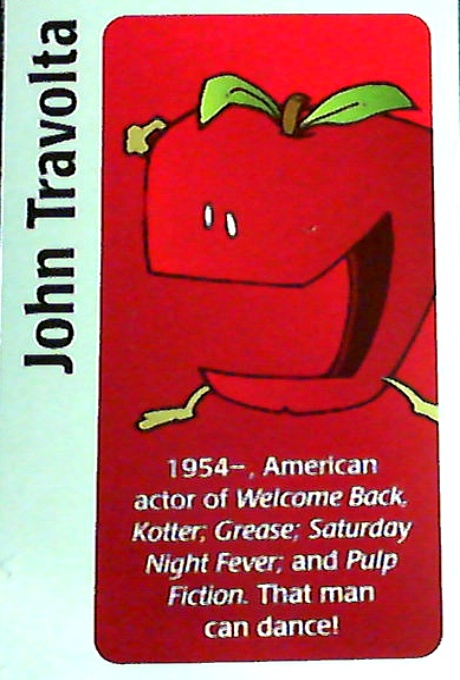 John Travolta
1954–, American
actor of Welcome Back,
Kotter; Grease; Saturday
Night Fever; and Pulp
Fiction. That man
can dance!